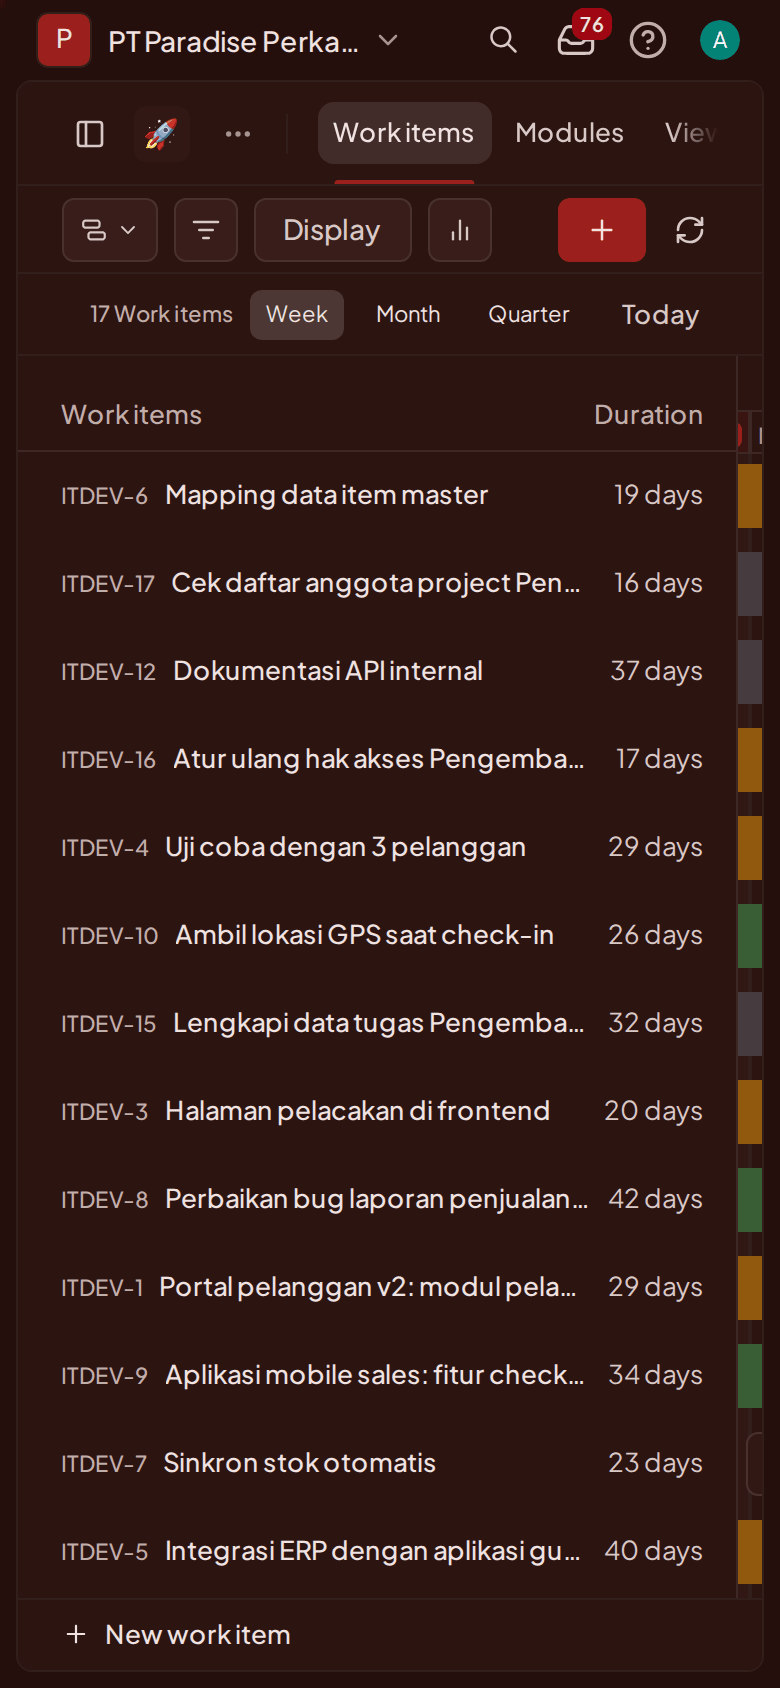 P PT Paradise Perka... 76 A
Work items Modules View
Display
17 Work items Week Month Quarter Today
Work items Duration
ITDEV-6 Mapping data item master 19 days
ITDEV-17 Cek daftar anggota project Pen... 16 days
ITDEV-12 Dokumentasi API internal 37 days
ITDEV-16 Atur ulang hak akses Pengemba... 17 days
ITDEV-4 Uji coba dengan 3 pelanggan 29 days
ITDEV-10 Ambil lokasi GPS saat check-in 26 days
ITDEV-15 Lengkapi data tugas Pengemba... 32 days
ITDEV-3 Halaman pelacakan di frontend 20 days
ITDEV-8 Perbaikan bug laporan penjualan... 42 days
ITDEV-1 Portal pelanggan v2: modul pela... 29 days
ITDEV-9 Aplikasi mobile sales: fitur check... 34 days
ITDEV-7 Sinkron stok otomatis 23 days
ITDEV-5 Integrasi ERP dengan aplikasi gu... 40 days
+ New work item